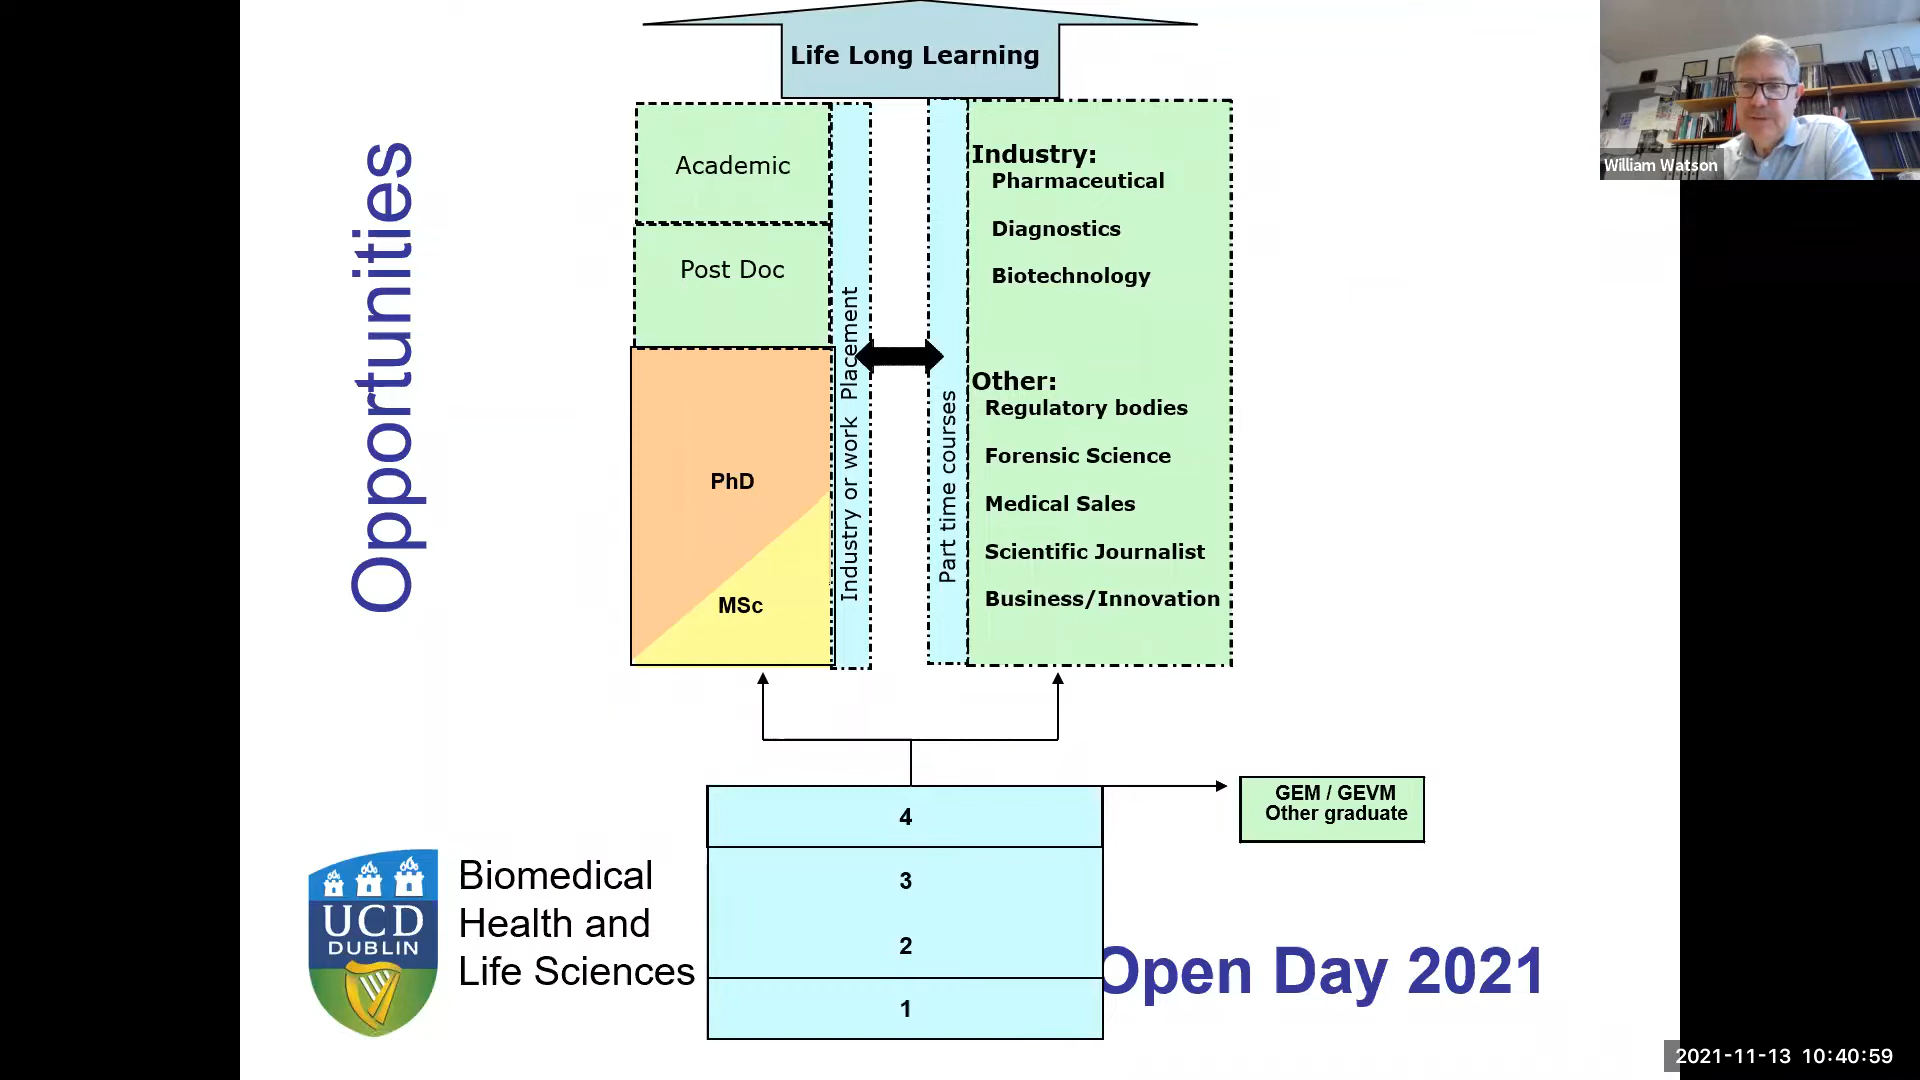 Life Long Learning
Opportunities
Academic
Post Doc
PhD
MSc
Industry or work Placement
Part time courses
Industry:
Pharmaceutical
Diagnostics
Biotechnology
Other:
Regulatory bodies
Forensic Science
Medical Sales
Scientific Journalist
Business/Innovation
4
3
2
1
GEM / GEVM
Other graduate
UCD
DUBLIN
Biomedical
Health and
Life Sciences
Open Day 2021
William Watson
2021-11-13 10:40:59